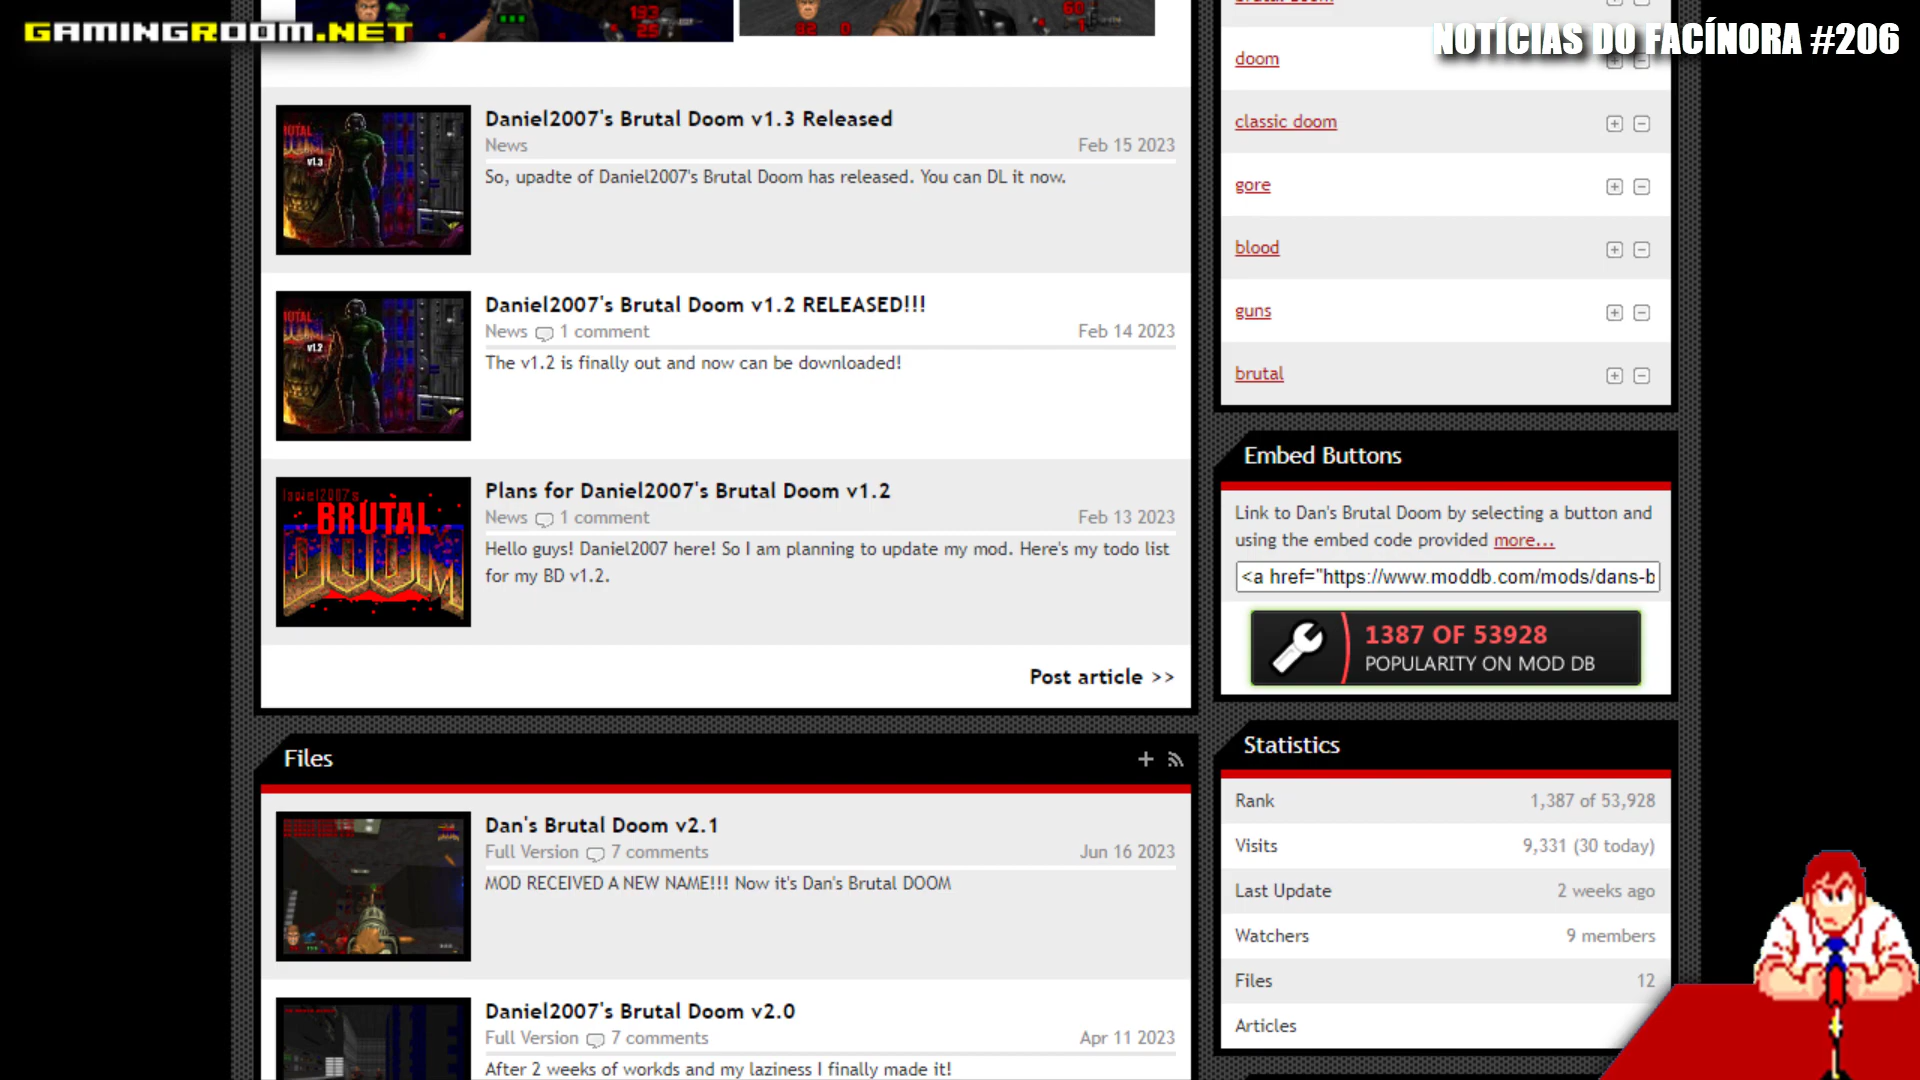 GAMINGROOM.NET
NOTÍCIAS DO FACÍNORA #206
doom
classic doom
gore
blood
guns
brutal
Daniel2007's Brutal Doom v1.3 Released
News Feb 15 2023
So, upadte of Daniel2007's Brutal Doom has released. You can DL it now.
v1.3
Daniel2007's Brutal Doom v1.2 RELEASED!!!
News 1 comment Feb 14 2023
The v1.2 is finally out and now can be downloaded!
v1.2
Plans for Daniel2007's Brutal Doom v1.2
News 1 comment Feb 13 2023
Hello guys! Daniel2007 here! So I am planning to update my mod. Here's my todo list
for my BD v1.2.
Daniel2007's
BRUTAL
DOOM
Post article >>
Embed Buttons
Link to Dan's Brutal Doom by selecting a button and
using the embed code provided more...
<a href="https://www.moddb.com/mods/dans-b
1387 OF 53928
POPULARITY ON MOD DB
Files
Dan's Brutal Doom v2.1
Full Version 7 comments Jun 16 2023
MOD RECEIVED A NEW NAME!!! Now it's Dan's Brutal DOOM
Daniel2007's Brutal Doom v2.0
Full Version 7 comments Apr 11 2023
After 2 weeks of workds and my laziness I finally made it!
Statistics
Rank 1,387 of 53,928
Visits 9,331 (30 today)
Last Update 2 weeks ago
Watchers 9 members
Files 12
Articles